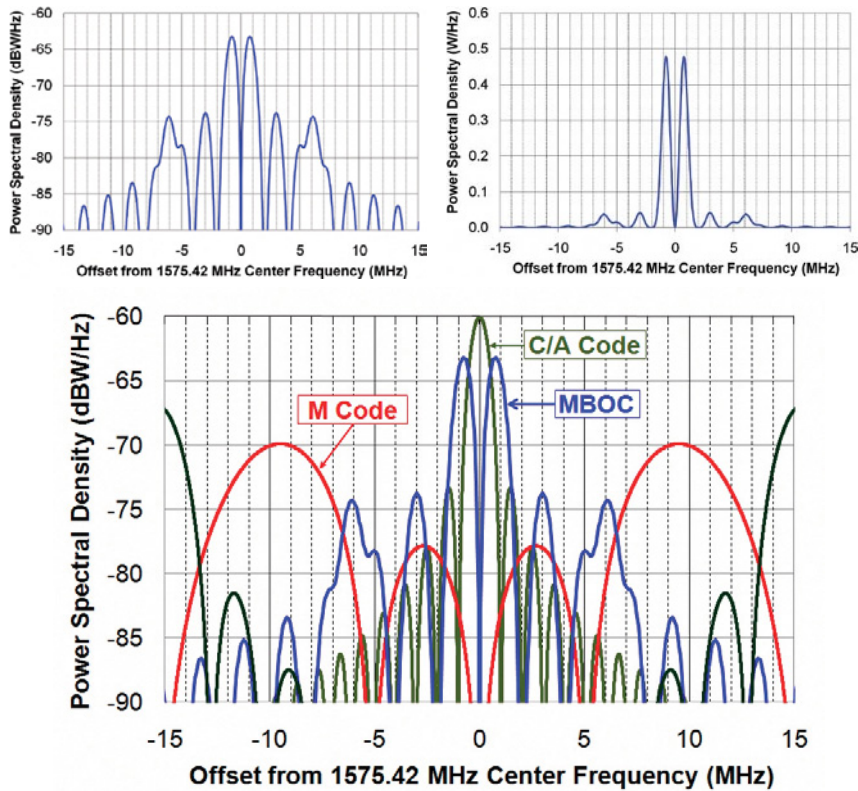 Power Spectral Density (dBW/Hz)
-60
-65
-70
-75
-80
-85
-90
-15 -10 -5 0 5 10 15
Offset from 1575.42 MHz Center Frequency (MHz)
Power Spectral Density (W/Hz)
0.6
0.5
0.4
0.3
0.2
0.1
0.0
-15 -10 -5 0 5 10 15
Offset from 1575.42 MHz Center Frequency (MHz)
Power Spectral Density (dBW/Hz)
-60
-65
-70
-75
-80
-85
-90
C/A Code
M Code
MBOC
-15 -10 -5 0 5 10 15
Offset from 1575.42 MHz Center Frequency (MHz)